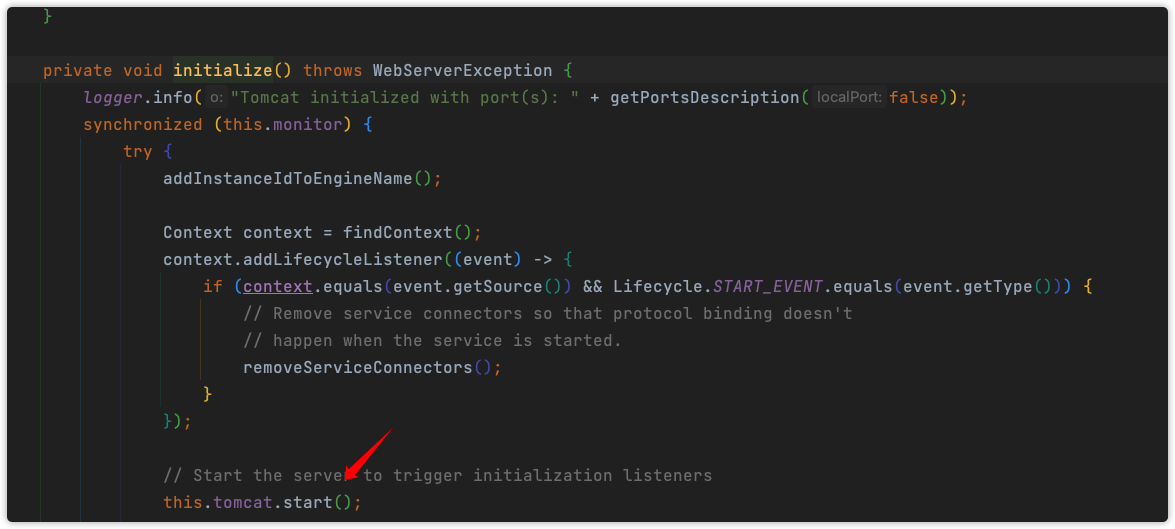 }
private void initialize() throws WebServerException {
logger.info( o: "Tomcat initialized with port(s): " + getPortsDescription( localPort: false));
synchronized (this.monitor) {
try {
addInstanceIdToEngineName();
Context context = findContext();
context.addLifecycleListener((event) -> {
if (context.equals(event.getSource()) && Lifecycle.START_EVENT.equals(event.getType())) {
// Remove service connectors so that protocol binding doesn't
// happen when the service is started.
removeServiceConnectors();
}
});
// Start the server to trigger initialization listeners
this.tomcat.start();